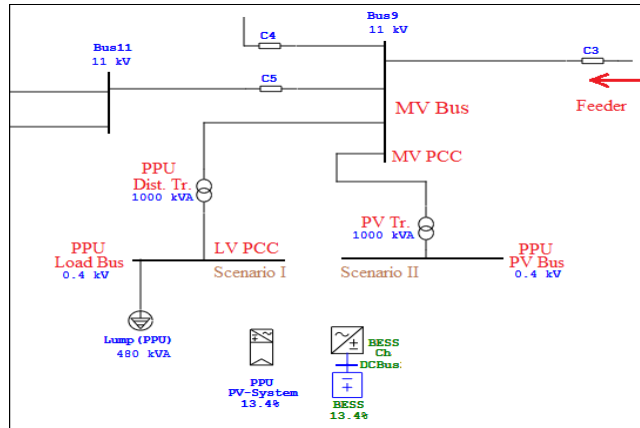 Bus9
11 kV
C4
C3
Bus11
11 kV
C5
MV Bus
Feeder
MV PCC
PPU
Dist. Tr.
1000 kVA
PV Tr.
1000 kVA
PPU
Load Bus
0.4 kV
LV PCC
Scenario I
Scenario II
PPU
PV Bus
0.4 kV
Lump(PPU)
480 kVA
PPU
PV-System
13.4%
BESS
Ch
DCBus
BESS
13.4%